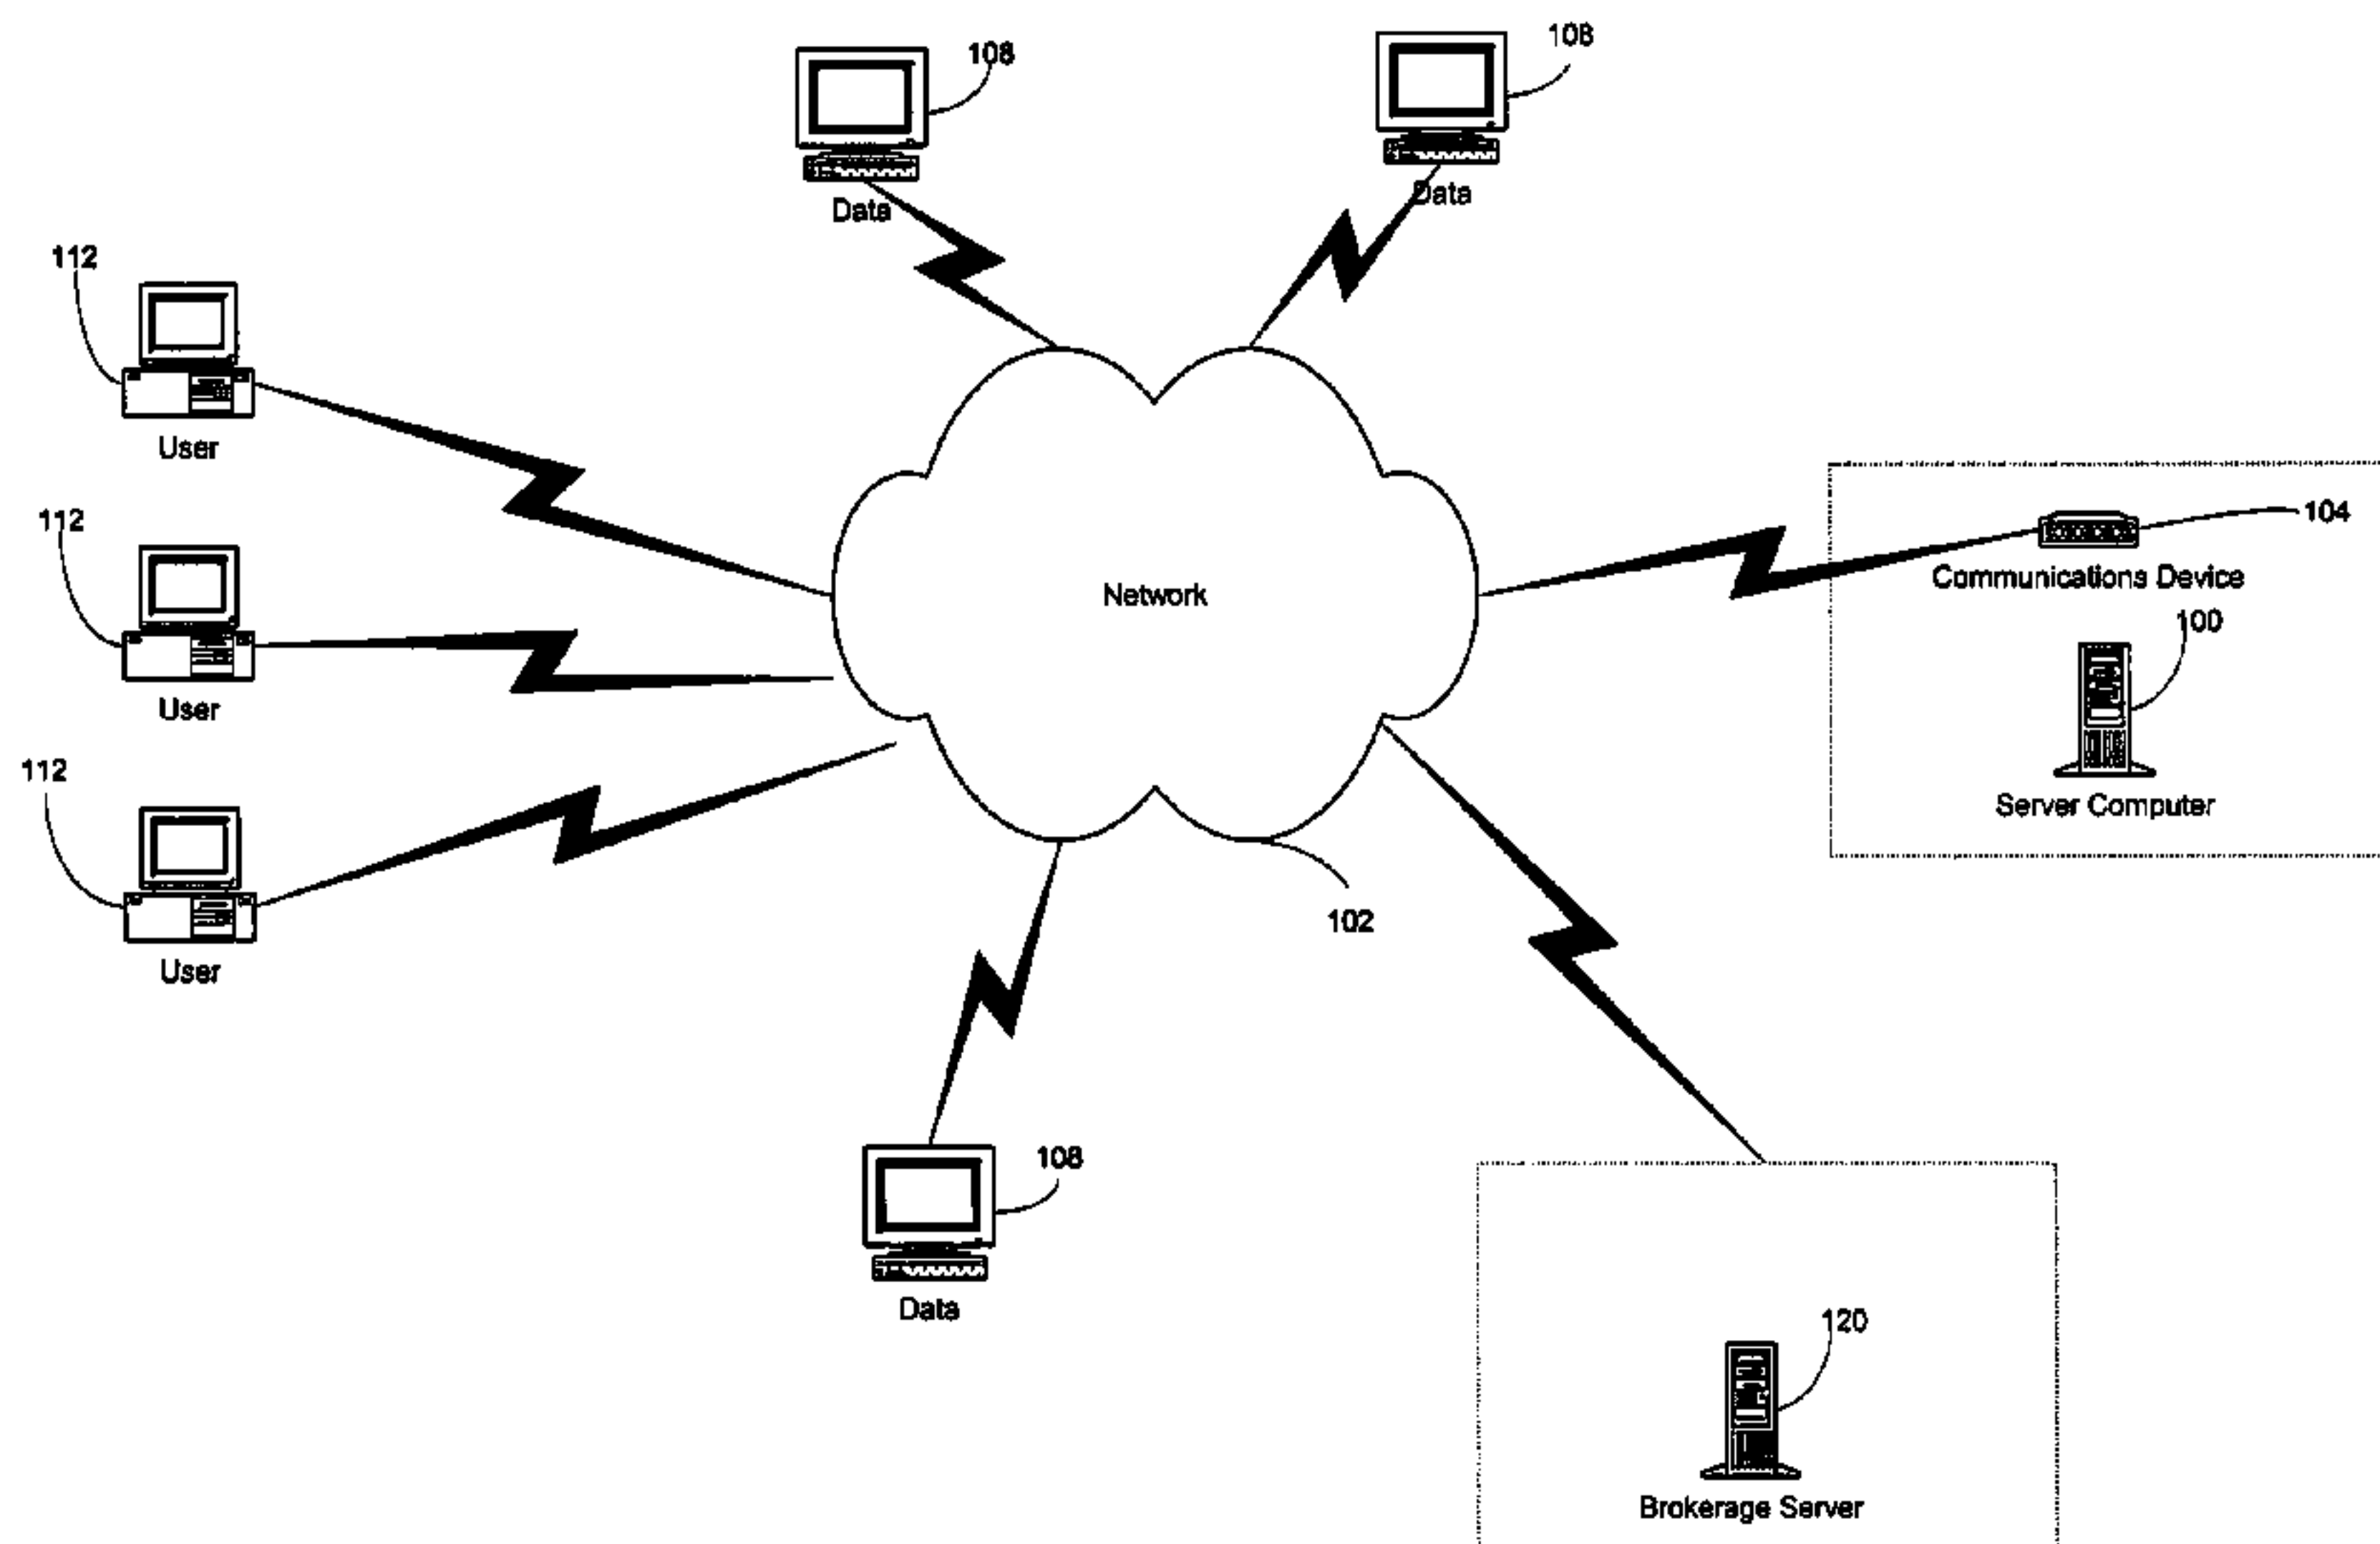 108
108
Data
Data
112
User
112
User
112
User
Network
104
Communications Device
100
Server Computer
102
108
Data
120
Brokerage Server